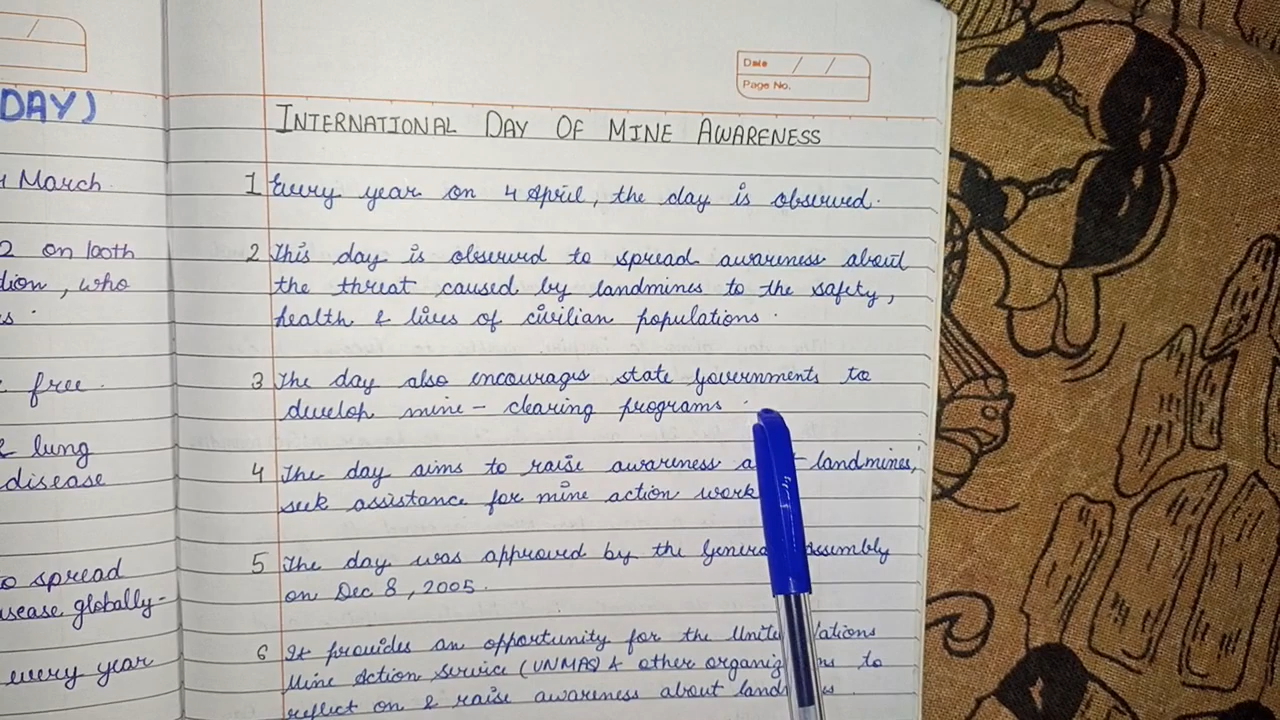 DAY)
March
2 on 100th
tion, who
s.
free.
& lung
disease
to spread
disease globally-
every year
Date / /
Page No.
INTERNATIONAL DAY OF MINE AWARENESS
1 Every year on 4 April, the day is observed.
2 This day is observed to spread awareness about
the threat caused by landmines to the safety,
health & lives of civilian populations.
3 The day also encourages state governments to
develop mine-clearing programs.
4 The day aims to raise awareness landmines,
seek assistance for mine action work
5 The day was approved by the General Assembly
on Dec 8, 2005.
6 It provides an opportunity for the United Nations
Mine Action Service (UNMAS) & other to
reflect on & raise awareness about